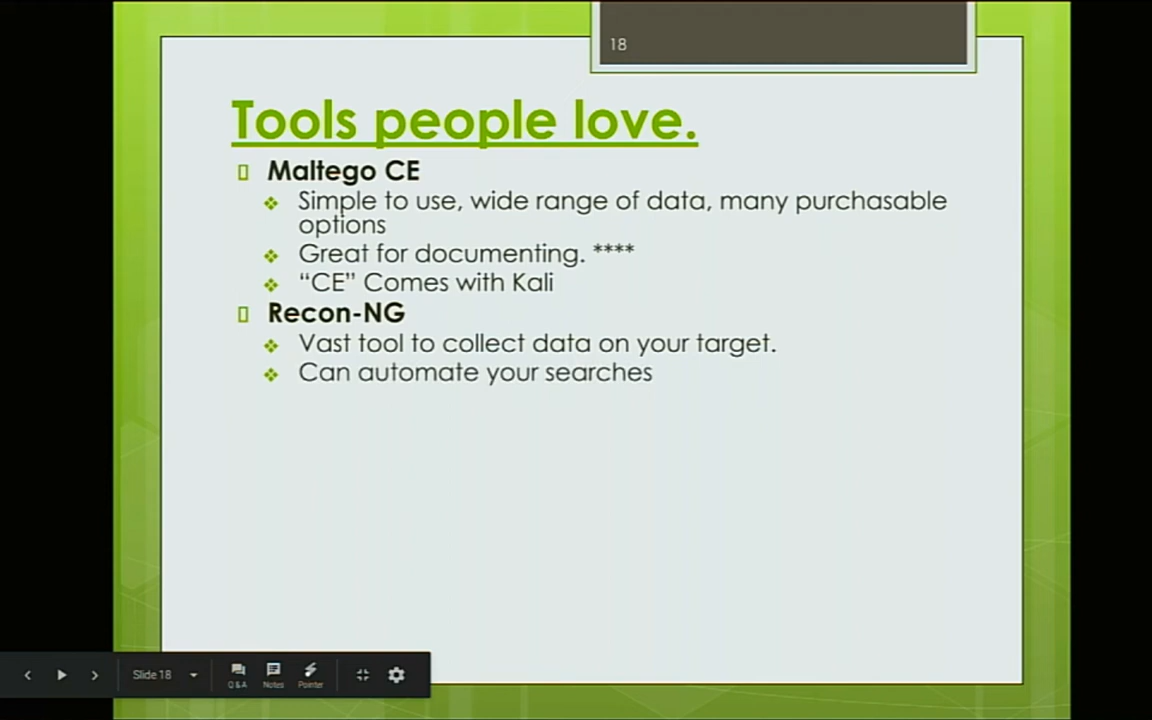 18
Tools people love.
Maltego CE
Simple to use, wide range of data, many purchasable
options
Great for documenting. ****
“CE” Comes with Kali
Recon-NG
Vast tool to collect data on your target.
Can automate your searches
Slide 18
Q & A Notes Pointer